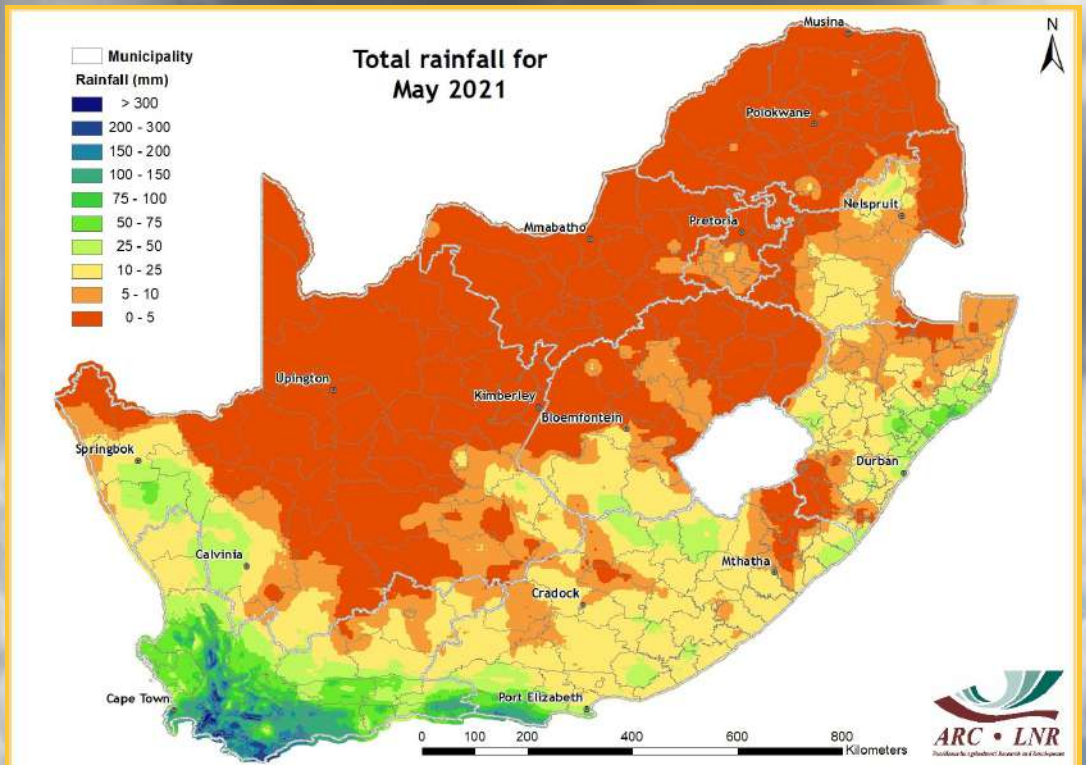 Total rainfall for
May 2021
N
Municipality
Rainfall (mm)
> 300
200 - 300
150 - 200
100 - 150
75 - 100
50 - 75
25 - 50
10 - 25
5 - 10
0 - 5
Musina
Polokwane
Nelspruit
Pretoria
Mmabatho
Upington
Kimberley
Bloemfontein
Springbok
Durban
Calvinia
Mthatha
Cradock
Cape Town
Port Elizabeth
0 100 200 400 600 800
Kilometers
ARC • LNR